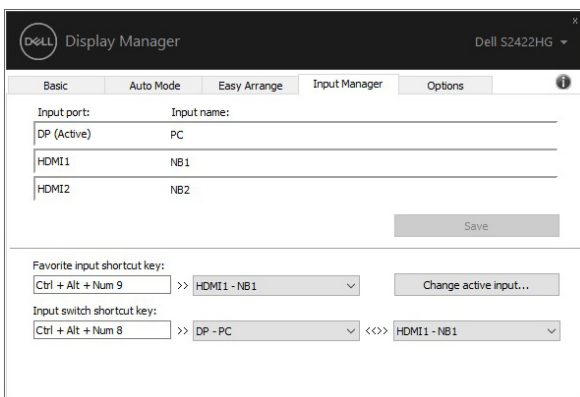 DELL Display Manager Dell S2422HG
Basic Auto Mode Easy Arrange Input Manager Options
Input port: Input name:
DP (Active) PC
HDMI1 NB1
HDMI2 NB2
Save
Favorite input shortcut key:
Ctrl + Alt + Num 9 >> HDMI1 - NB1 Change active input...
Input switch shortcut key:
Ctrl + Alt + Num 8 >> DP - PC <<>> HDMI1 - NB1